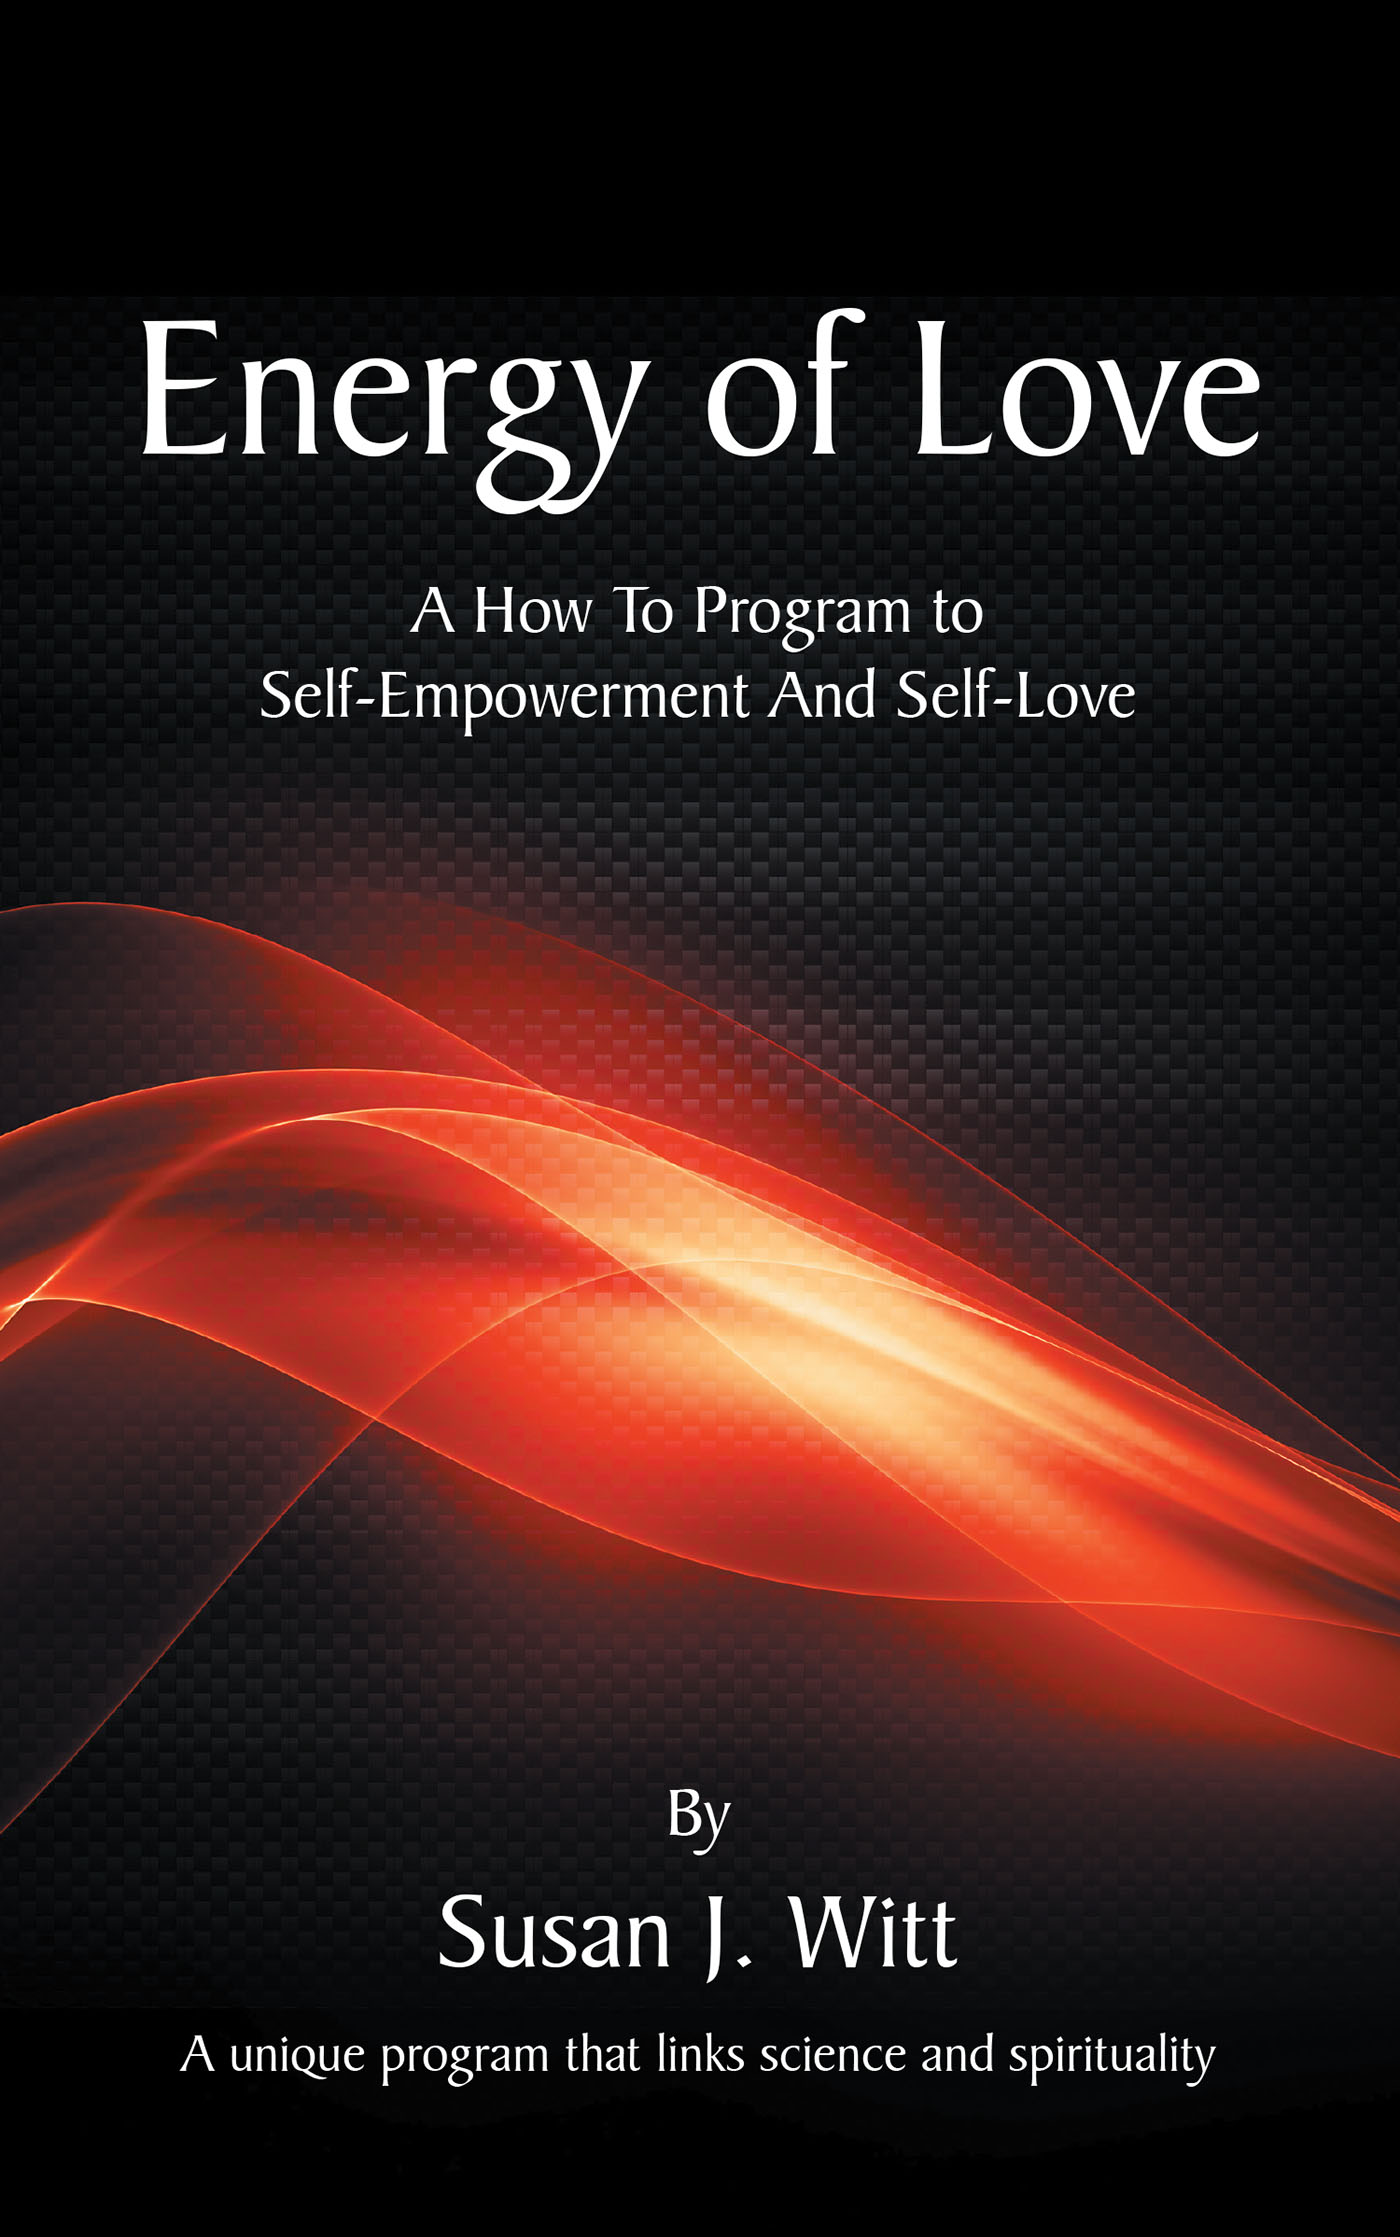 Energy of Love
A How To Program to
Self-Empowerment And Self-Love
By
Susan J. Witt
A unique program that links science and spirituality